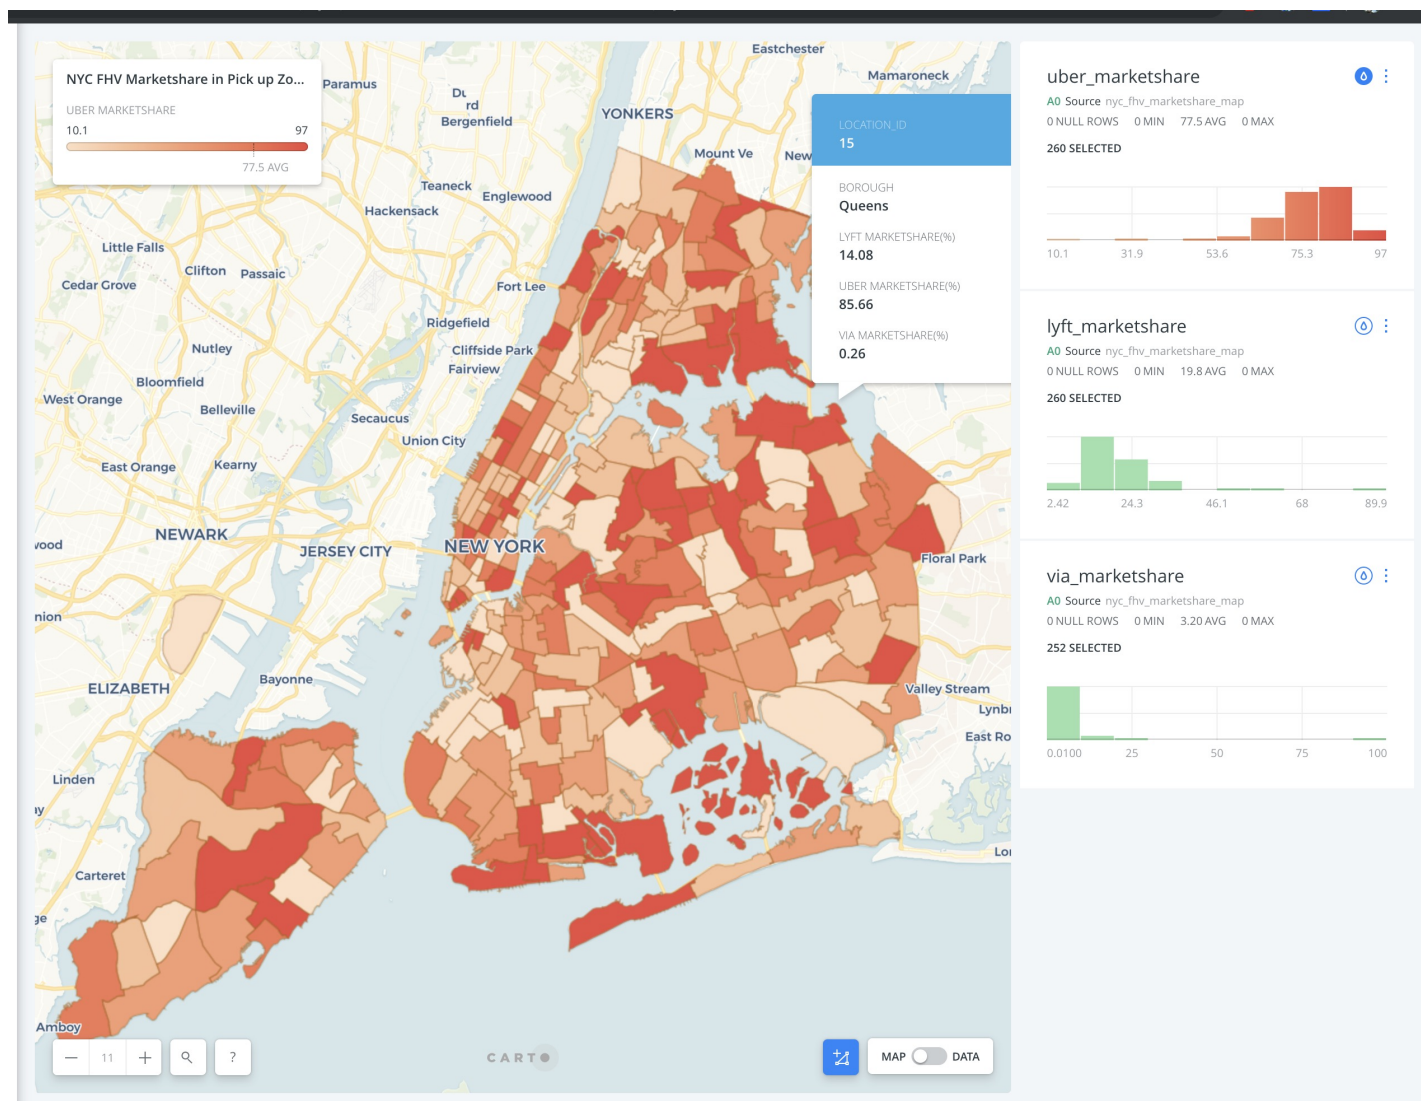 NYC FHV Marketshare in Pick up Zo...
UBER MARKETSHARE
10.1 97
77.5 AVG
Eastchester
Mamaroneck
Paramus
Bergenfield
YONKERS
Mount Ve
New
Teaneck
Englewood
Hackensack
Little Falls
Clifton
Passaic
Cedar Grove
Fort Lee
Ridgefield
Nutley
Cliffside Park
Fairview
Bloomfield
West Orange
Belleville
Secaucus
Union City
East Orange
Kearny
NEWARK
wood
JERSEY CITY
NEW YORK
Floral Park
nion
ELIZABETH
Bayonne
Valley Stream
Lynb
East Ro
Linden
ay
Carteret
Lo
ge
Amboy
LOCATION_ID
15
BOROUGH
Queens
LYFT MARKETSHARE(%)
14.08
UBER MARKETSHARE(%)
85.66
VIA MARKETSHARE(%)
0.26
11
?
CARTO
MAP DATA
uber_marketshare
A0 Source nyc_fhv_marketshare_map
0 NULL ROWS 0 MIN 77.5 AVG 0 MAX
260 SELECTED
10.1 31.9 53.6 75.3 97
lyft_marketshare
A0 Source nyc_fhv_marketshare_map
0 NULL ROWS 0 MIN 19.8 AVG 0 MAX
260 SELECTED
2.42 24.3 46.1 68 89.9
via_marketshare
A0 Source nyc_fhv_marketshare_map
0 NULL ROWS 0 MIN 3.20 AVG 0 MAX
252 SELECTED
0.0100 25 50 75 100